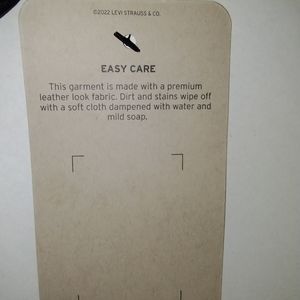 ©2022 LEVI STRAUSS & CO.
EASY CARE
This garment is made with a premium
leather look fabric. Dirt and stains wipe off
with a soft cloth dampened with water and
mild soap.